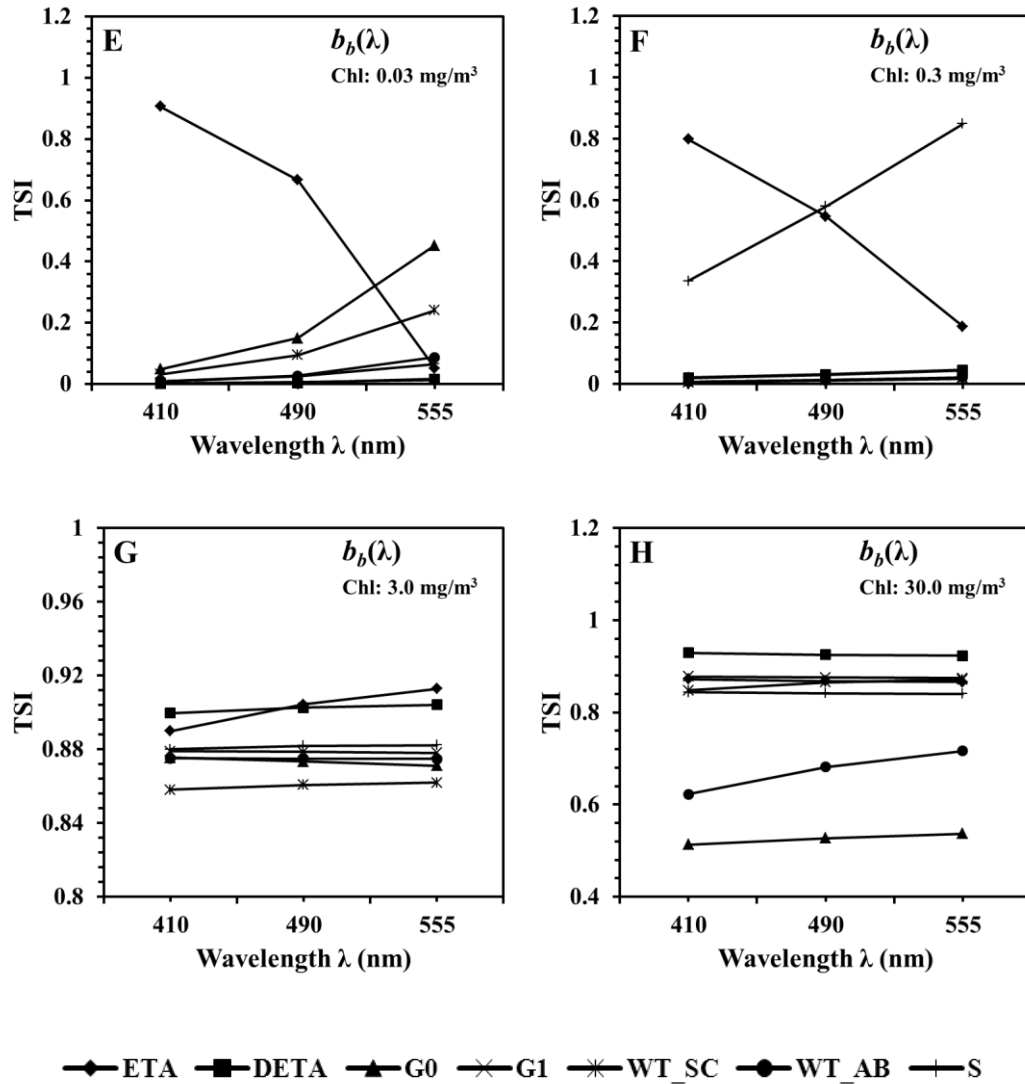 E
b_b(λ)
Chl: 0.03 mg/m³
TSI
1.2
1
0.8
0.6
0.4
0.2
0
410 490 555
Wavelength λ (nm)
F
b_b(λ)
Chl: 0.3 mg/m³
TSI
1.2
1
0.8
0.6
0.4
0.2
0
410 490 555
Wavelength λ (nm)
G
b_b(λ)
Chl: 3.0 mg/m³
TSI
1
0.96
0.92
0.88
0.84
0.8
410 490 555
Wavelength λ (nm)
H
b_b(λ)
Chl: 30.0 mg/m³
TSI
1.2
1
0.8
0.6
0.4
410 490 555
Wavelength λ (nm)
ETA DETA G0 G1 WT_SC WT_AB S